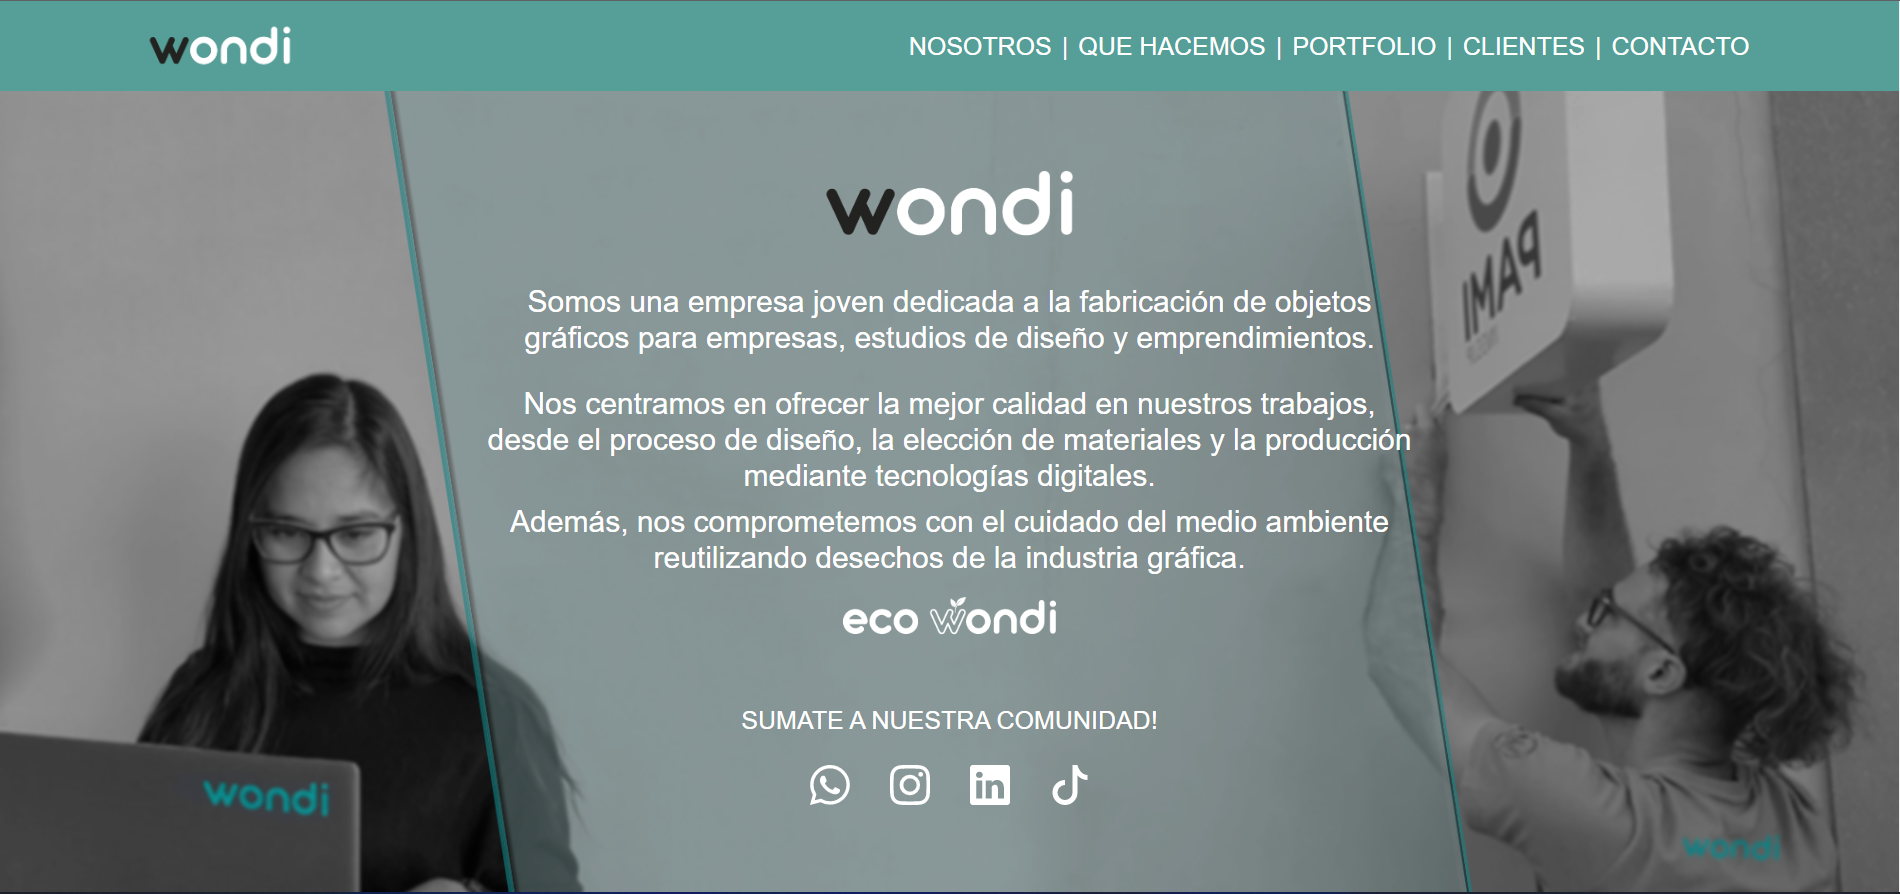 wondi
NOSOTROS | QUE HACEMOS | PORTFOLIO | CLIENTES | CONTACTO
wondi
Somos una empresa joven dedicada a la fabricación de objetos
gráficos para empresas, estudios de diseño y emprendimientos.
Nos centramos en ofrecer la mejor calidad en nuestros trabajos,
desde el proceso de diseño, la elección de materiales y la producción
mediante tecnologías digitales.
Además, nos comprometemos con el cuidado del medio ambiente
reutilizando desechos de la industria gráfica.
eco wondi
SUMATE A NUESTRA COMUNIDAD!
in
PAMI
wondi
wondi